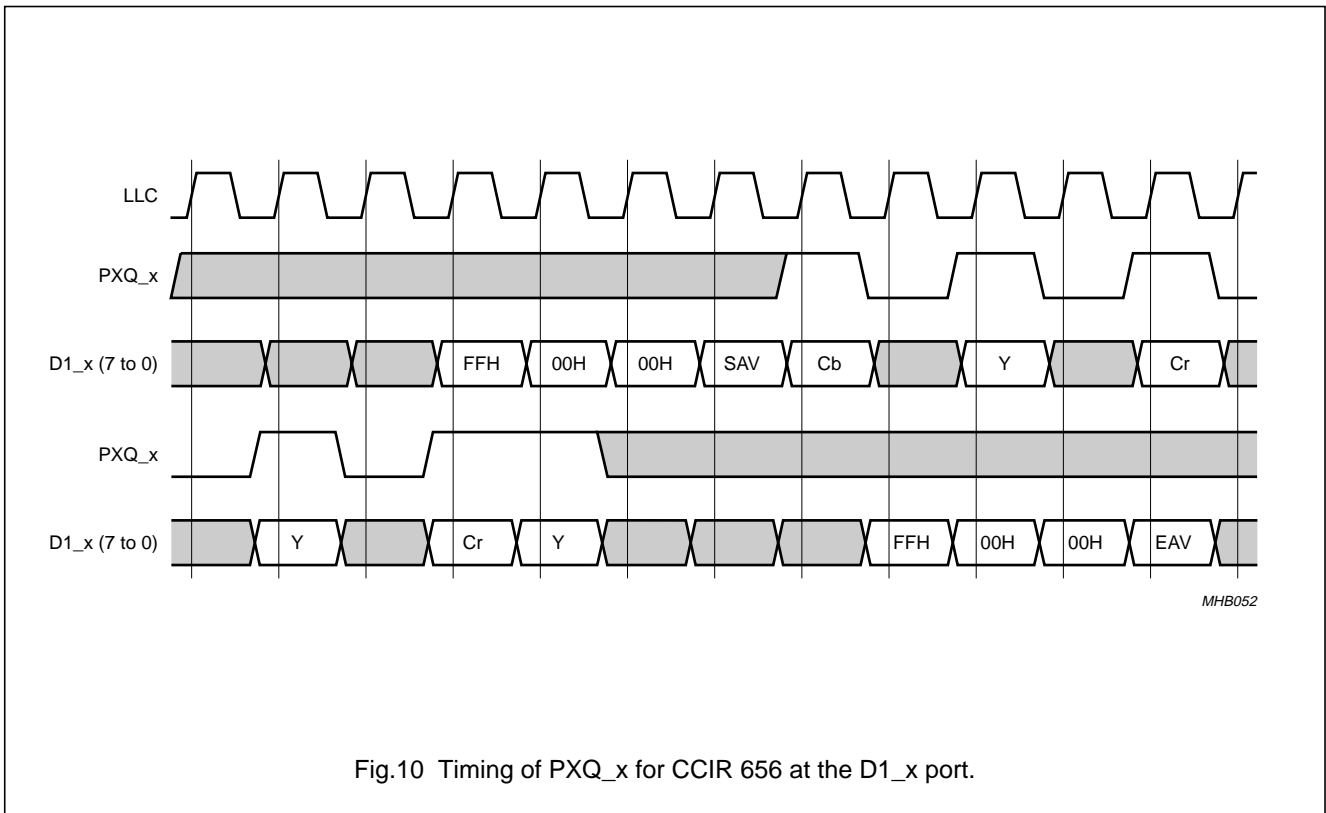 LLC
PXQ_x
D1_x (7 to 0) FFH 00H 00H SAV Cb Y Cr
PXQ_x
D1_x (7 to 0) Y Cr Y FFH 00H 00H EAV
MHB052
Fig.10 Timing of PXQ_x for CCIR 656 at the D1_x port.